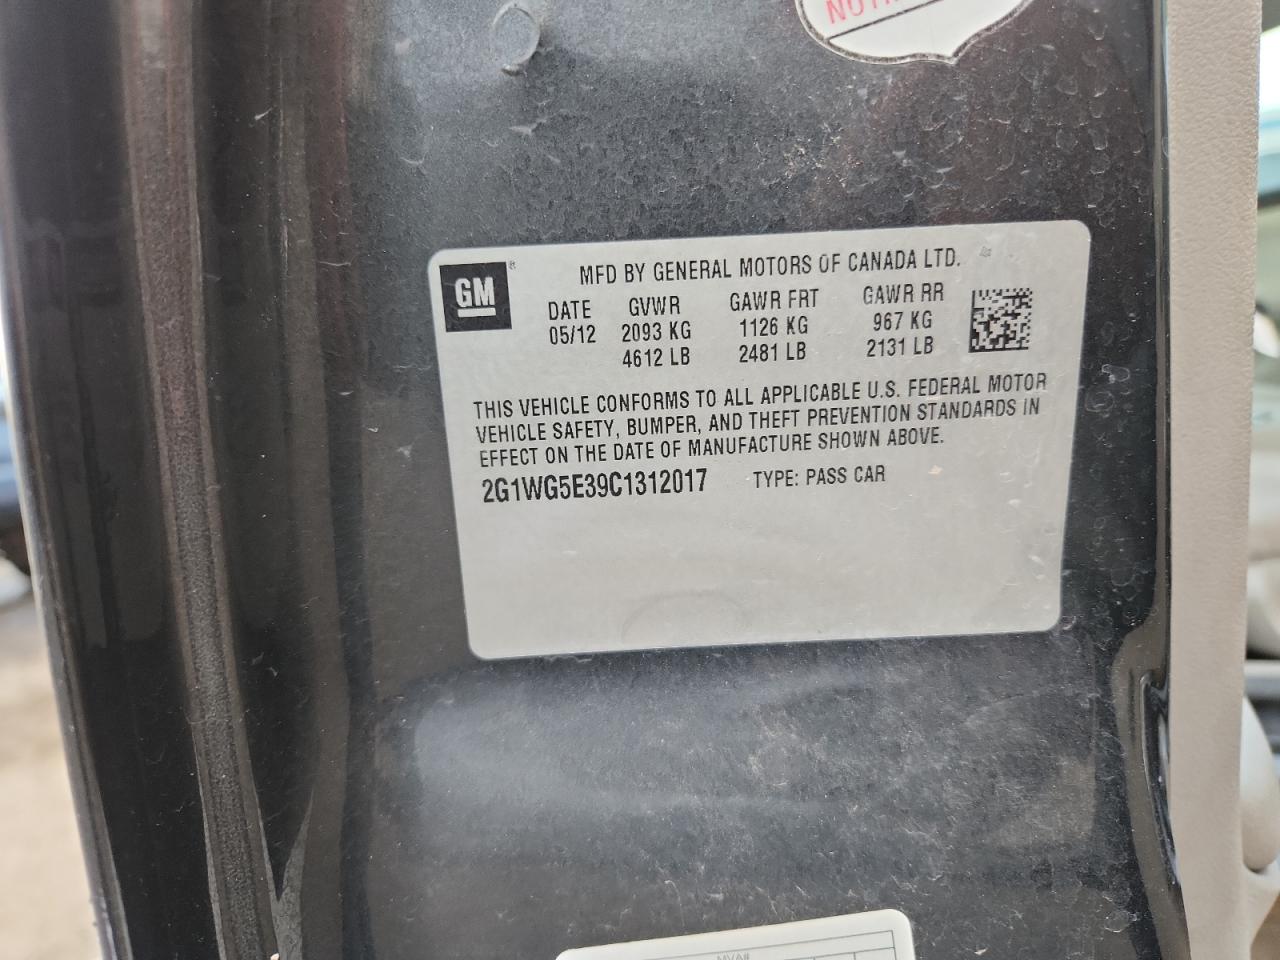 GM
MFD BY GENERAL MOTORS OF CANADA LTD.
DATE GVWR GAWR FRT GAWR RR
05/12 2093 KG 1126 KG 967 KG
4612 LB 2481 LB 2131 LB
THIS VEHICLE CONFORMS TO ALL APPLICABLE U.S. FEDERAL MOTOR
VEHICLE SAFETY, BUMPER, AND THEFT PREVENTION STANDARDS IN
EFFECT ON THE DATE OF MANUFACTURE SHOWN ABOVE.
2G1WG5E39C1312017 TYPE: PASS CAR